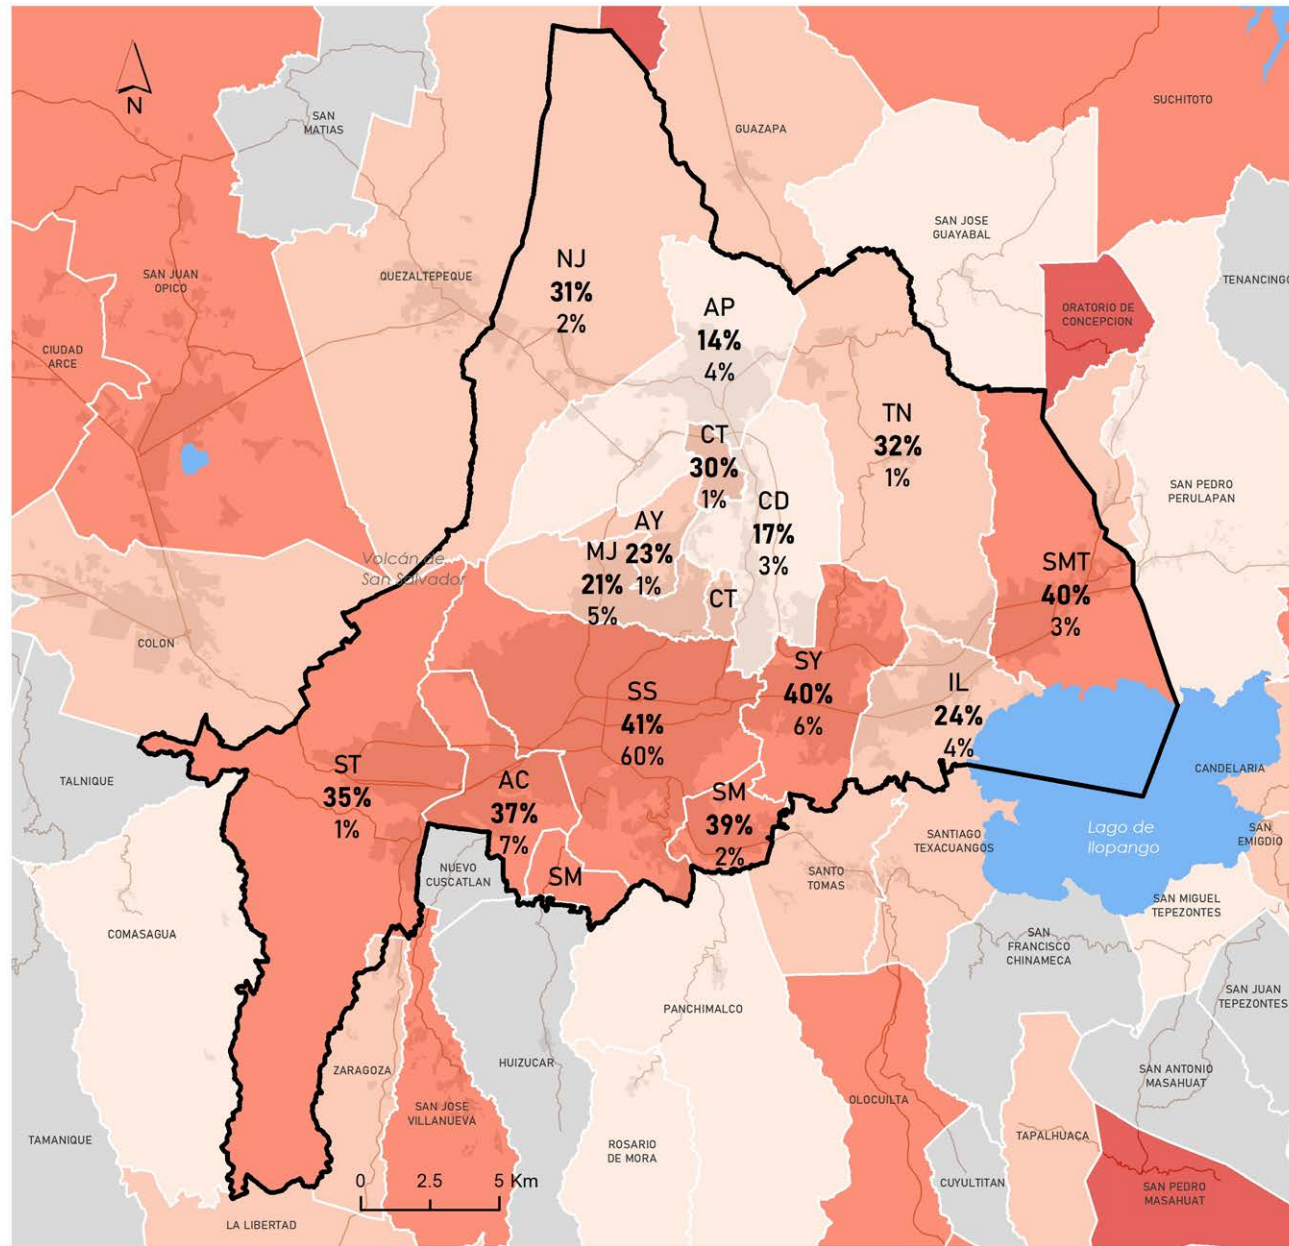 N
SAN
MATIAS
GUAZAPA
SUCHITOTO
SAN JOSE
GUAYABAL
SAN JUAN
OPICO
QUEZALTEPEQUE
NJ
31%
2%
AP
14%
4%
ORATORIO DE
CONCEPCION
TENANCINGO
CIUDAD
ARCE
CT
30%
1%
TN
32%
1%
SAN PEDRO
PERULAPAN
CD
17%
3%
AY
23%
1%
MJ
21%
5%
CT
SMT
40%
3%
Volcán de
San Salvador
COLON
SS
41%
60%
SY
40%
6%
IL
24%
4%
TALNIQUE
ST
35%
1%
AC
37%
7%
SM
39%
2%
SM
CANDELARIA
Lago de
Ilopango
SAN
EMIGDIO
SANTIAGO
TEXACUANGOS
NUEVO
CUSCATLAN
SANTO
TOMAS
SAN MIGUEL
TEPEZONTES
COMASAGUA
SAN
FRANCISCO
CHINAMECA
SAN JUAN
TEPEZONTES
PANCHIMALCO
HUIZUCAR
ZARAGOZA
SAN JOSE
VILLANUEVA
OLOCUILTA
SAN ANTONIO
MASAHUAT
TAMANIQUE
ROSARIO
DE MORA
TAPALHUACA
CUYULTITAN
SAN PEDRO
MASAHUAT
0 2.5 5 Km
LA LIBERTAD